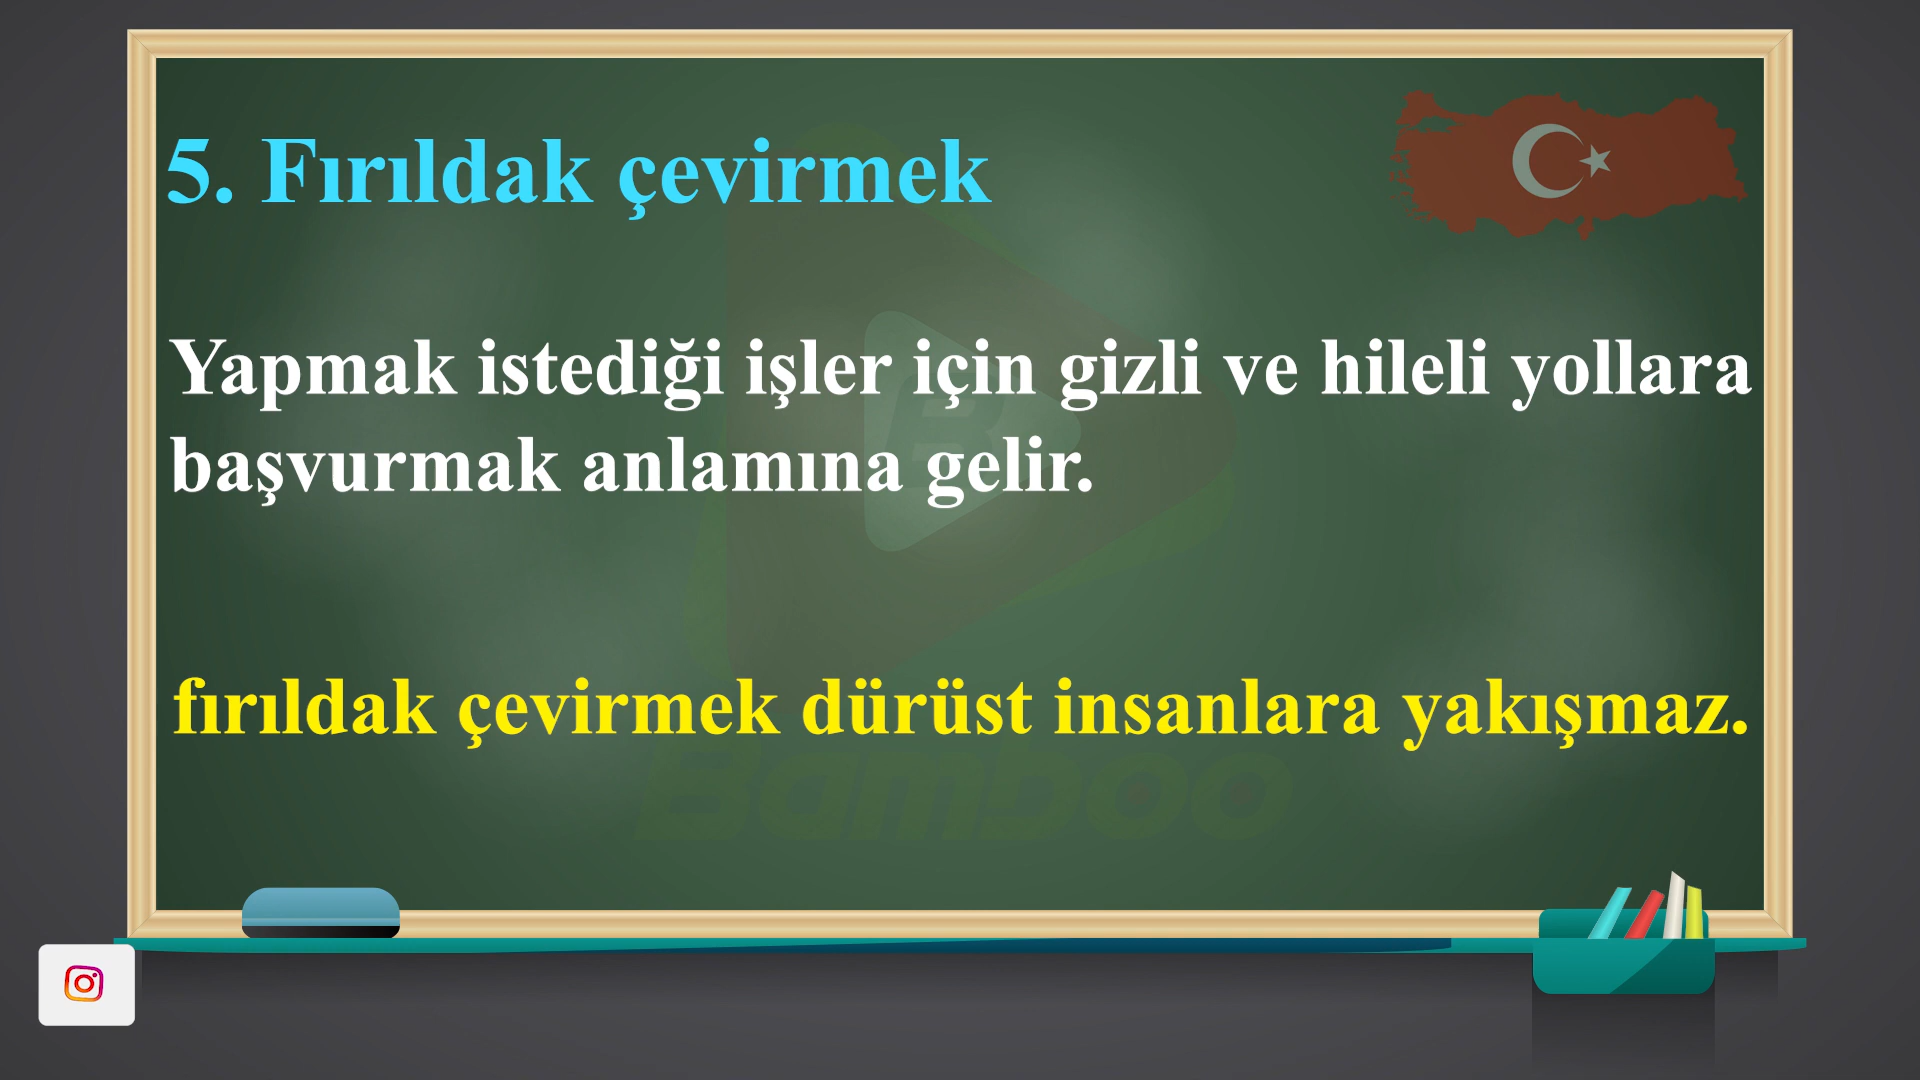 5. Fırıldak çevirmek
Yapmak istediği işler için gizli ve hileli yollara
başvurmak anlamına gelir.
fırıldak çevirmek dürüst insanlara yakışmaz.
B
Bamboo